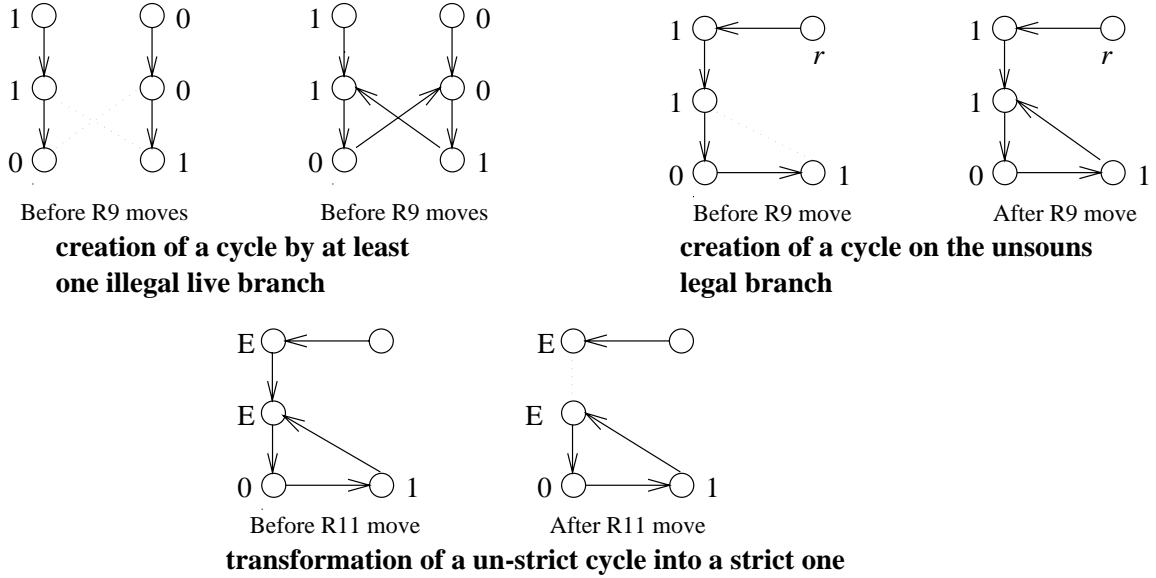 1 0 1 0 1 1
r r
1 0 1 0 1 1
0 1 0 1 0 1 0 1
Before R9 moves Before R9 moves Before R9 move After R9 move
creation of a cycle by at least
one illegal live branch
creation of a cycle on the unsouns
legal branch
E E
E E
0 1 0 1
Before R11 move After R11 move
transformation of a un-strict cycle into a strict one